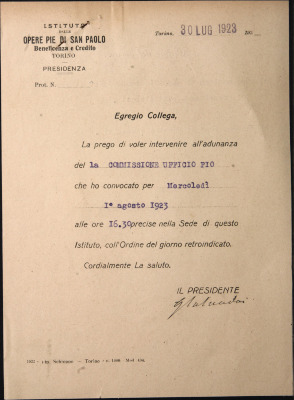 ISTITUTO
DELLE
OPERE PIE DI SAN PAOLO
Beneficenza e Credito
TORINO
PRESIDENZA
Prot. N.
Torino, 30 LUG 1923
Egregio Collega,
La prego di voler intervenire all'adunanza
del la COMMISSIONE UFFICIO PIO
che ho convocato per Mercoledì
1° agosto 1923
alle ore 16.30 precise nella Sede di questo
Istituto, coll'Ordine del giorno retroindicato.
Cordialmente La saluto.
IL PRESIDENTE